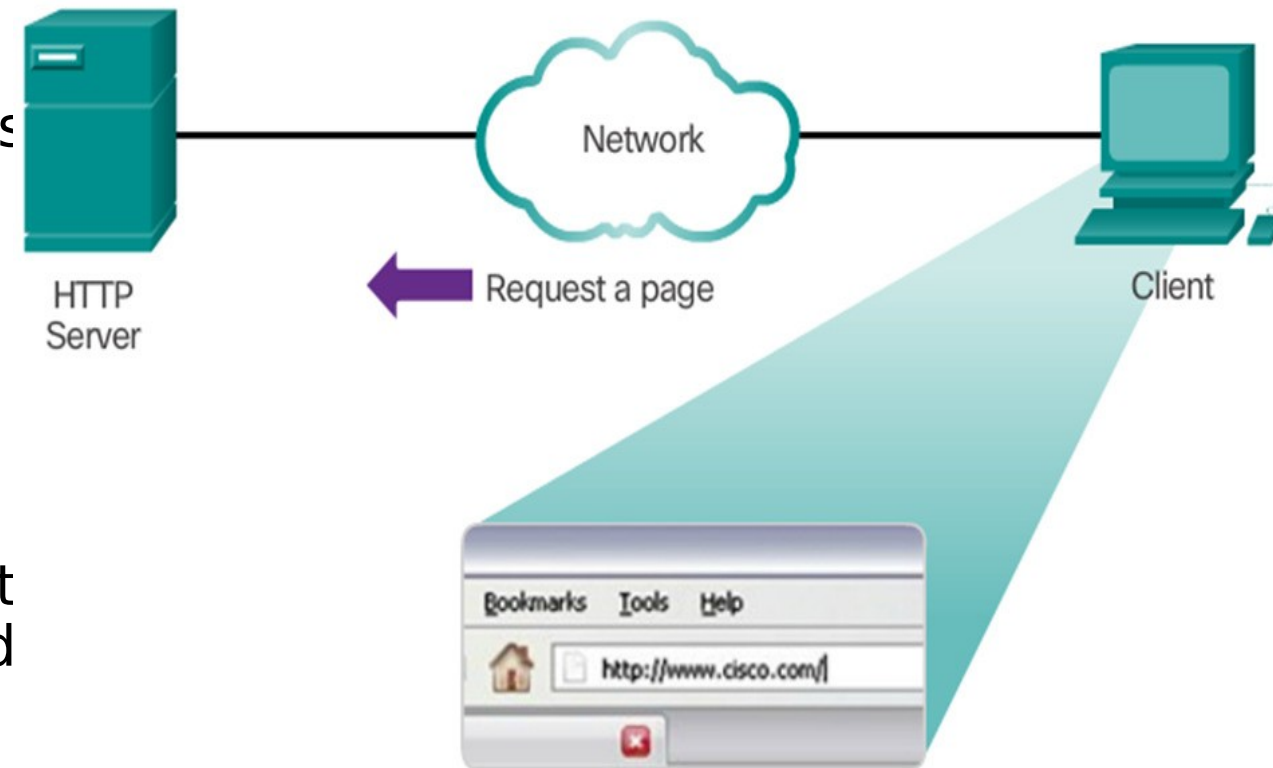 s
Network
HTTP
Server
Request a page
Client
t
d
Bookmarks Tools Help
http://www.cisco.com/